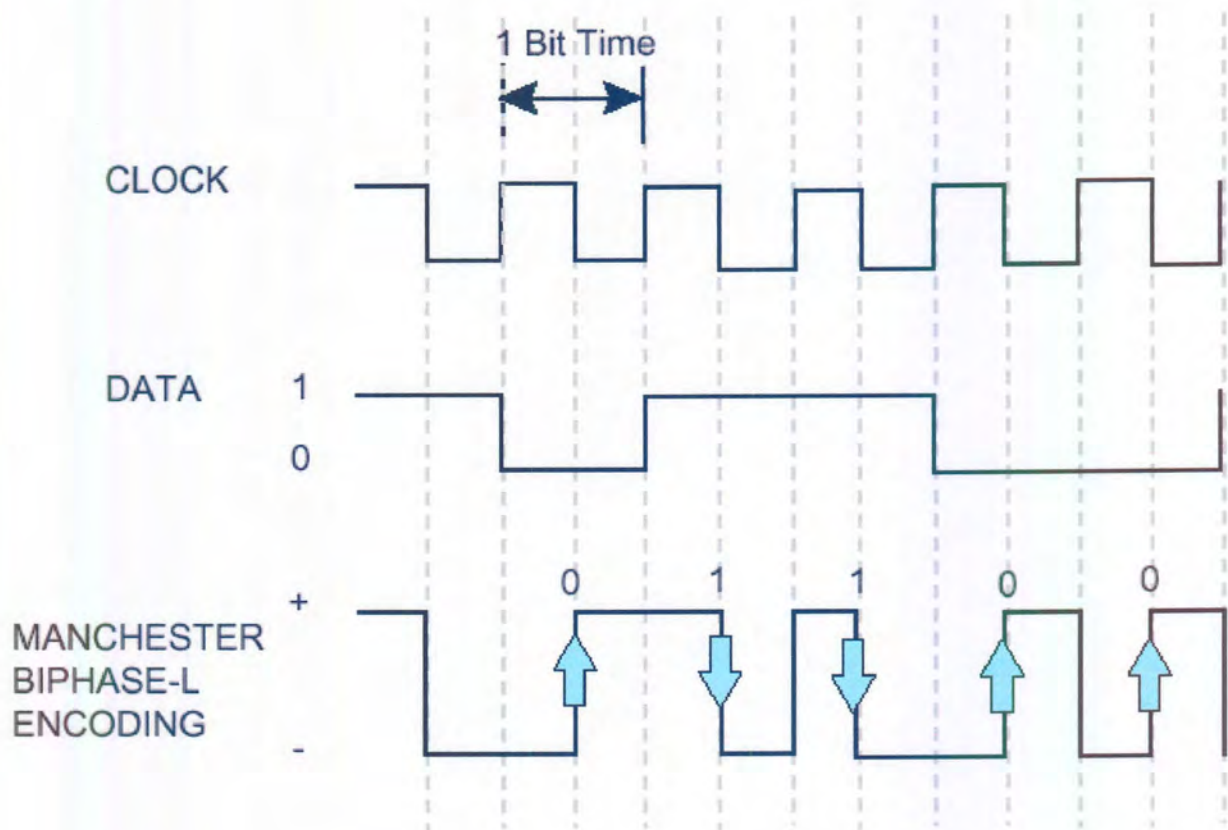 1 Bit Time
CLOCK
DATA
1
0
0 1 1 0 0
+
MANCHESTER
BIPHASE-L
ENCODING
-